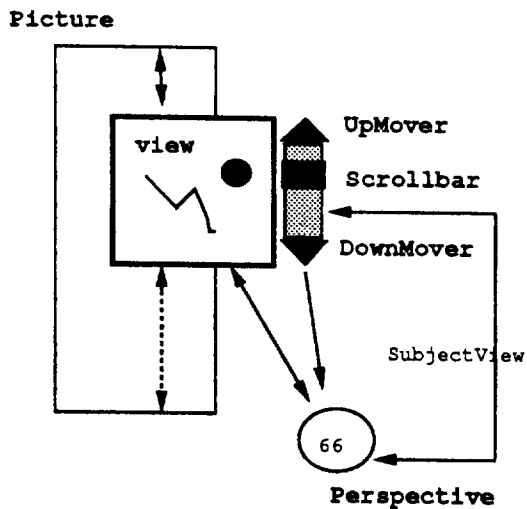 Picture
view
UpMover
Scrollbar
DownMover
SubjectView
66
Perspective